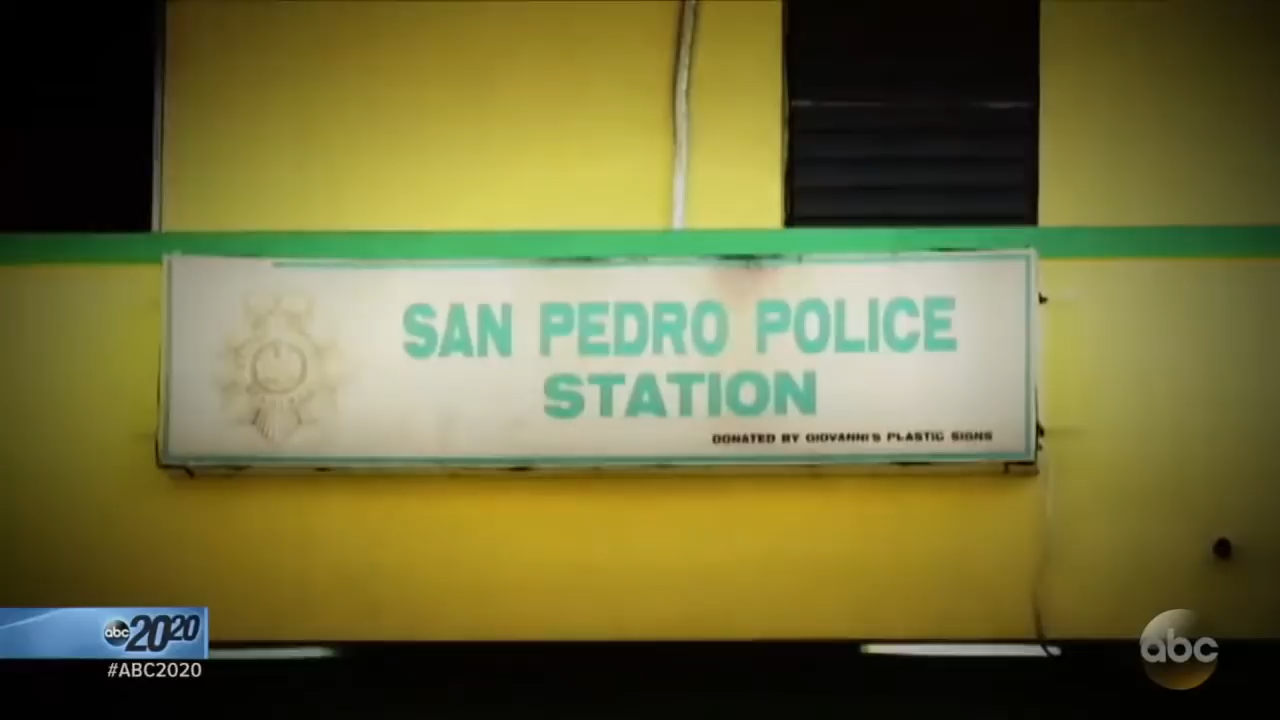 SAN PEDRO POLICE
STATION
DONATED BY GIOVANNI'S PLASTIC SIGNS
abc 2020
#ABC2020
abc